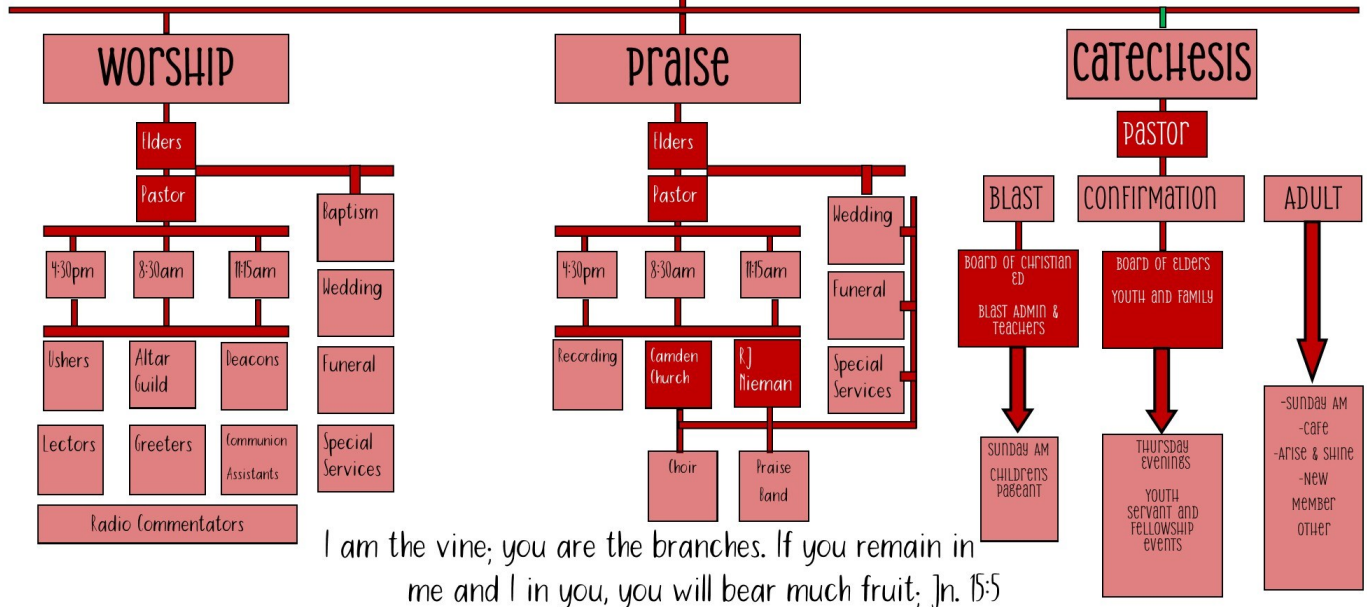 WORSHIP
Elders
Pastor
Baptism
4:30pm
8:30am
11:15am
Wedding
Ushers
Altar
Guild
Deacons
Funeral
Lectors
Greeters
Communion
Assistants
Special
Services
Radio Commentators
PRAISE
Elders
Pastor
Wedding
4:30pm
8:30am
11:15am
Funeral
Recording
Camden
Church
RJ
Nieman
Special
Services
Choir
Praise
Band
CATECHESIS
PASTOR
BLAST
CONFIRMATION
ADULT
BOARD OF CHRISTIAN
ED
BLAST ADMIN &
TEACHERS
BOARD OF ELDERS
YOUTH AND FAMILY
SUNDAY AM
CHILDREN'S
PAGEANT
THURSDAY
EVENINGS
YOUTH
SERVANT AND
FELLOWSHIP
EVENTS
-SUNDAY AM
-CAFE
-ARISE & SHINE
-NEW
MEMBER
OTHER
I am the vine; you are the branches. If you remain in
me and I in you, you will bear much fruit; Jn. 15:5